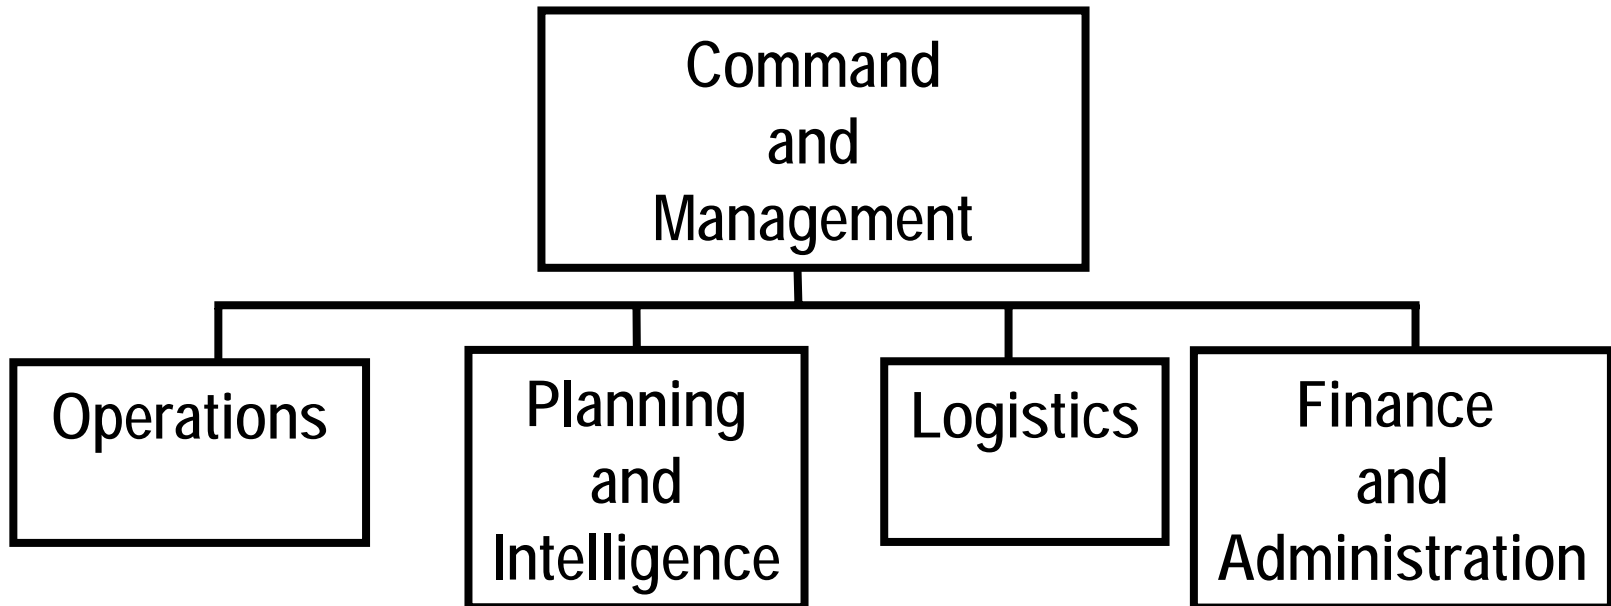 Command
and
Management
Operations
Planning
and
Intelligence
Logistics
Finance
and
Administration